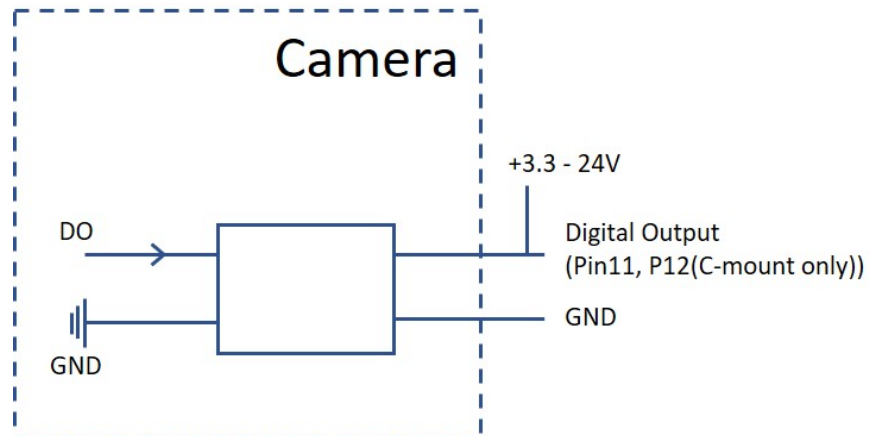 Camera
+3.3 - 24V
DO
Digital Output
(Pin11, P12(C-mount only))
GND
GND